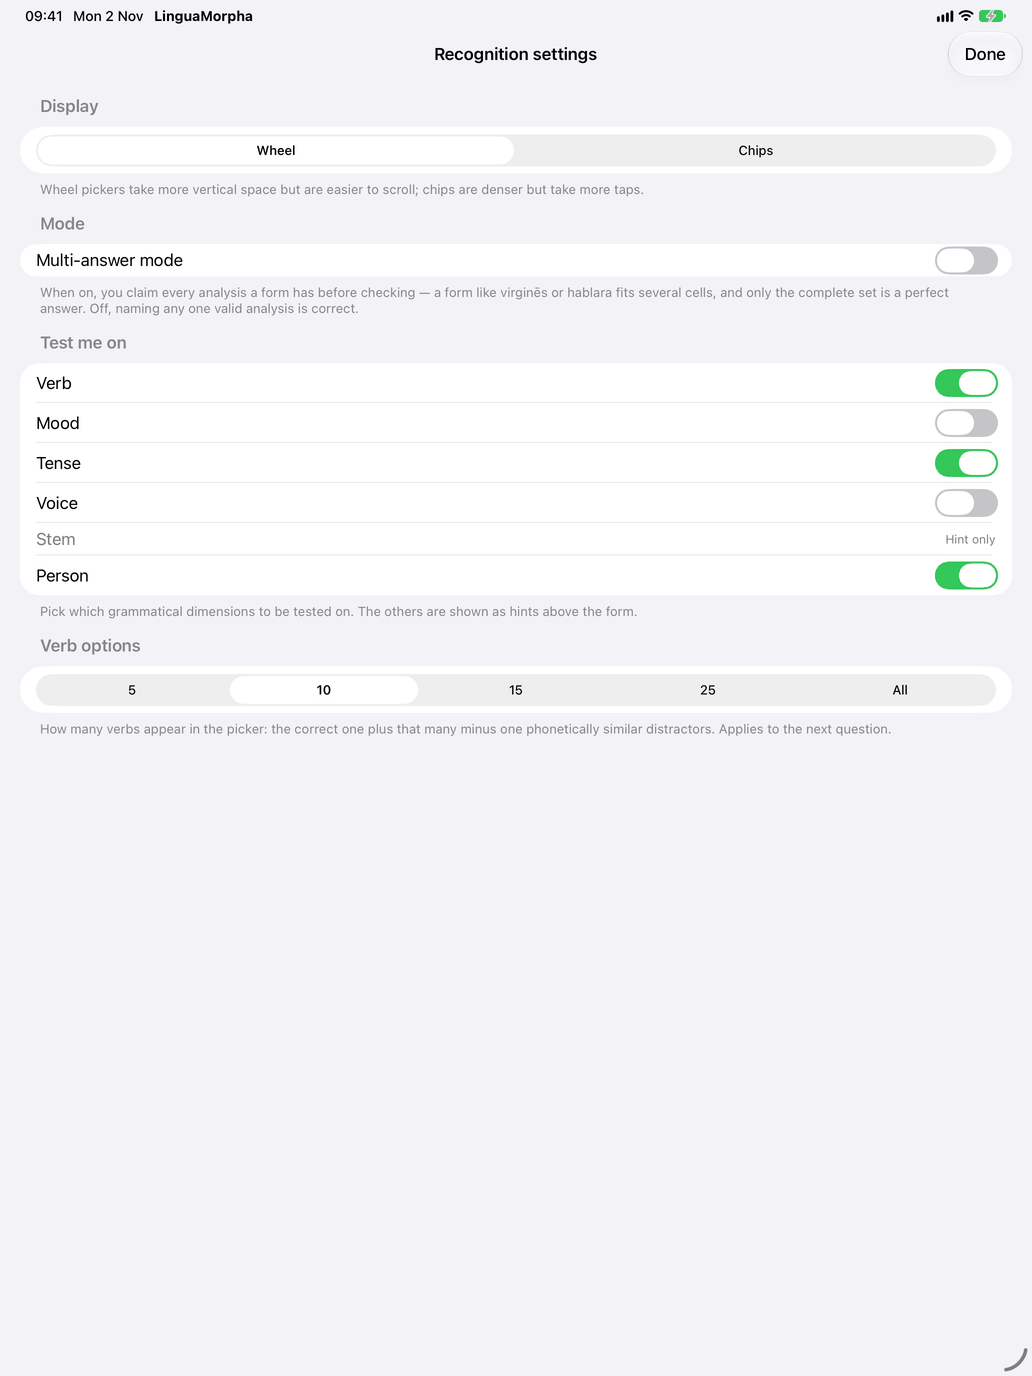 09:41 Mon 2 Nov LinguaMorpha
Recognition settings
Done
Display
Wheel
Chips
Wheel pickers take more vertical space but are easier to scroll; chips are denser but take more taps.
Mode
Multi-answer mode
When on, you claim every analysis a form has before checking — a form like virginēs or hablara fits several cells, and only the complete set is a perfect
answer. Off, naming any one valid analysis is correct.
Test me on
Verb
Mood
Tense
Voice
Stem
Hint only
Person
Pick which grammatical dimensions to be tested on. The others are shown as hints above the form.
Verb options
5
10
15
25
All
How many verbs appear in the picker: the correct one plus that many minus one phonetically similar distractors. Applies to the next question.